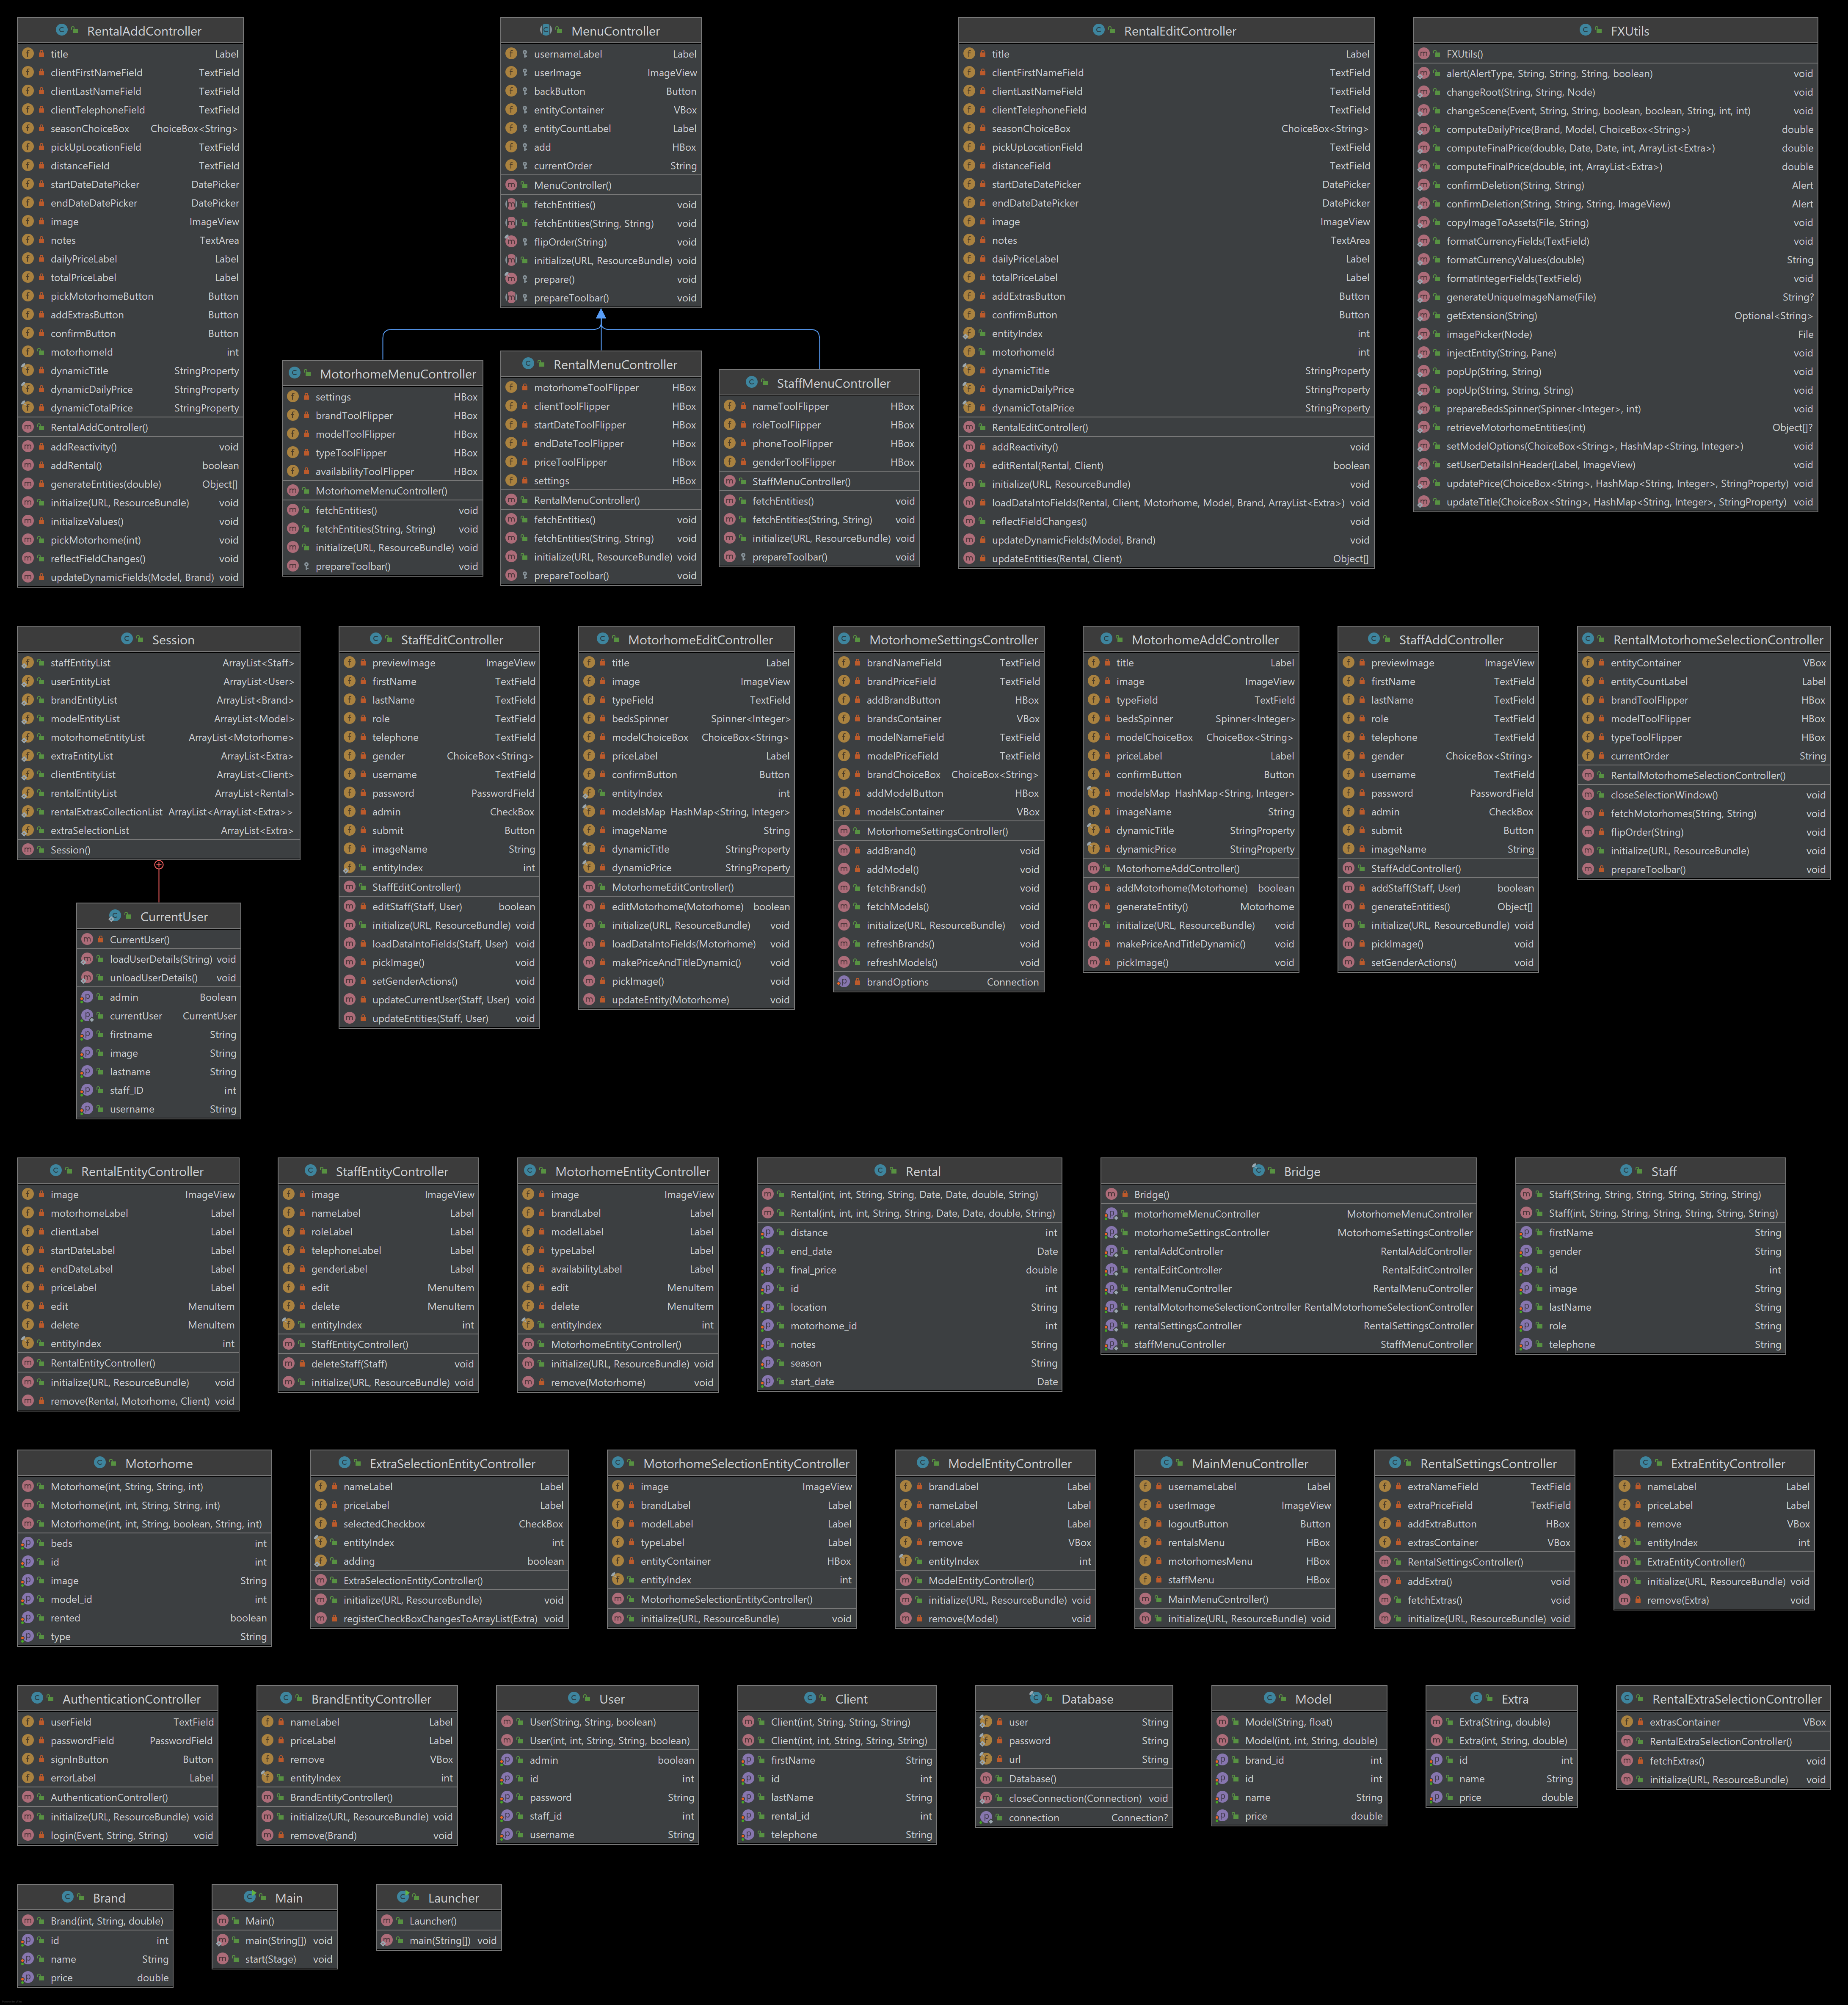 RentalAddController
title Label
clientFirstNameField TextField
clientLastNameField TextField
clientTelephoneField TextField
seasonChoiceBox ChoiceBox<String>
pickUpLocationField TextField
distanceField TextField
startDateDatePicker DatePicker
endDateDatePicker DatePicker
image ImageView
notes TextArea
dailyPriceLabel Label
totalPriceLabel Label
pickMotorhomeButton Button
addExtrasButton Button
confirmButton Button
motorhomeId int
dynamicTitle StringProperty
dynamicDailyPrice StringProperty
dynamicTotalPrice StringProperty
RentalAddController()
addReactivity() void
addRental() boolean
generateEntities(double) Object[]
initialize(URL, ResourceBundle) void
initializeValues() void
pickMotorhome(int) void
reflectFieldChanges() void
updateDynamicFields(Model, Brand) void
MenuController
usernameLabel Label
userImage ImageView
backButton Button
entityContainer VBox
entityCountLabel Label
add HBox
currentOrder String
MenuController()
fetchEntities() void
fetchEntities(String, String) void
flipOrder(String) void
initialize(URL, ResourceBundle) void
prepare() void
prepareToolbar() void
MotorhomeMenuController
settings HBox
brandToolFlipper HBox
modelToolFlipper HBox
typeToolFlipper HBox
availabilityToolFlipper HBox
MotorhomeMenuController()
fetchEntities() void
fetchEntities(String, String) void
initialize(URL, ResourceBundle) void
prepareToolbar() void
RentalMenuController
motorhomeToolFlipper HBox
clientToolFlipper HBox
startDateToolFlipper HBox
endDateToolFlipper HBox
priceToolFlipper HBox
settings HBox
RentalMenuController()
fetchEntities() void
fetchEntities(String, String) void
initialize(URL, ResourceBundle) void
prepareToolbar() void
StaffMenuController
nameToolFlipper HBox
roleToolFlipper HBox
phoneToolFlipper HBox
genderToolFlipper HBox
StaffMenuController()
fetchEntities() void
fetchEntities(String, String) void
initialize(URL, ResourceBundle) void
prepareToolbar() void
RentalEditController
title Label
clientFirstNameField TextField
clientLastNameField TextField
clientTelephoneField TextField
seasonChoiceBox ChoiceBox<String>
pickUpLocationField TextField
distanceField TextField
startDateDatePicker DatePicker
endDateDatePicker DatePicker
image ImageView
notes TextArea
dailyPriceLabel Label
totalPriceLabel Label
addExtrasButton Button
confirmButton Button
entityIndex int
motorhomeId int
dynamicTitle StringProperty
dynamicDailyPrice StringProperty
dynamicTotalPrice StringProperty
RentalEditController()
addReactivity() void
editRental(Rental, Client) boolean
initialize(URL, ResourceBundle) void
loadDataIntoFields(Rental, Client, Motorhome, Model, Brand, ArrayList<Extra>) void
reflectFieldChanges() void
updateDynamicFields(Model, Brand) void
updateEntities(Rental, Client) Object[]
FXUtils
FXUtils()
alert(AlertType, String, String, String, boolean) void
changeRoot(String, String, Node) void
changeScene(Event, String, String, boolean, boolean, String, int, int) void
computeDailyPrice(Brand, Model, ChoiceBox<String>) double
computeFinalPrice(double, Date, Date, int, ArrayList<Extra>) double
computeFinalPrice(double, int, ArrayList<Extra>) double
confirmDeletion(String, String) Alert
confirmDeletion(String, String, String, ImageView) Alert
copyImageToAssets(File, String) void
formatCurrencyFields(TextField) void
formatCurrencyValues(double) String
formatIntegerFields(TextField) void
generateUniqueImageName(File) String?
getExtension(String) Optional<String>
imagePicker(Node) File
injectEntity(String, Pane) void
popUp(String, String) void
popUp(String, String, String) void
prepareBedsSpinner(Spinner<Integer>, int) void
retrieveMotorhomeEntities(int) Object[]?
setModelOptions(ChoiceBox<String>, HashMap<String, Integer>) void
setUserDetailsInHeader(Label, ImageView) void
updatePrice(ChoiceBox<String>, HashMap<String, Integer>, StringProperty) void
updateTitle(ChoiceBox<String>, HashMap<String, Integer>, StringProperty) void
Session
staffEntityList ArrayList<Staff>
userEntityList ArrayList<User>
brandEntityList ArrayList<Brand>
modelEntityList ArrayList<Model>
motorhomeEntityList ArrayList<Motorhome>
extraEntityList ArrayList<Extra>
clientEntityList ArrayList<Client>
rentalEntityList ArrayList<Rental>
rentalExtrasCollectionList ArrayList<ArrayList<Extra>>
extraSelectionList ArrayList<Extra>
Session()
CurrentUser
CurrentUser()
loadUserDetails(String) void
unloadUserDetails() void
admin Boolean
currentUser CurrentUser
firstname String
image String
lastname String
staff_ID int
username String
StaffEditController
previewImage ImageView
firstName TextField
lastName TextField
role TextField
telephone TextField
gender ChoiceBox<String>
username TextField
password PasswordField
admin CheckBox
submit Button
imageName String
entityIndex int
StaffEditController()
editStaff(Staff, User) boolean
initialize(URL, ResourceBundle) void
loadDataIntoFields(Staff, User) void
pickImage() void
setGenderActions() void
updateCurrentUser(Staff, User) void
updateEntities(Staff, User) void
MotorhomeEditController
title Label
image ImageView
typeField TextField
bedsSpinner Spinner<Integer>
modelChoiceBox ChoiceBox<String>
priceLabel Label
confirmButton Button
entityIndex int
modelsMap HashMap<String, Integer>
imageName String
dynamicTitle StringProperty
dynamicPrice StringProperty
MotorhomeEditController()
editMotorhome(Motorhome) boolean
initialize(URL, ResourceBundle) void
loadDataIntoFields(Motorhome) void
makePriceAndTitleDynamic() void
pickImage() void
updateEntity(Motorhome) void
MotorhomeSettingsController
brandNameField TextField
brandPriceField TextField
addBrandButton HBox
brandsContainer VBox
modelNameField TextField
modelPriceField TextField
brandChoiceBox ChoiceBox<String>
addModelButton HBox
modelsContainer VBox
MotorhomeSettingsController()
addBrand() void
addModel() void
fetchBrands() void
fetchModels() void
initialize(URL, ResourceBundle) void
refreshBrands() void
refreshModels() void
brandOptions Connection
MotorhomeAddController
title Label
image ImageView
typeField TextField
bedsSpinner Spinner<Integer>
modelChoiceBox ChoiceBox<String>
priceLabel Label
confirmButton Button
modelsMap HashMap<String, Integer>
imageName String
dynamicTitle StringProperty
dynamicPrice StringProperty
MotorhomeAddController()
addMotorhome(Motorhome) boolean
generateEntity() Motorhome
initialize(URL, ResourceBundle) void
makePriceAndTitleDynamic() void
pickImage() void
StaffAddController
previewImage ImageView
firstName TextField
lastName TextField
role TextField
telephone TextField
gender ChoiceBox<String>
username TextField
password PasswordField
admin CheckBox
submit Button
imageName String
StaffAddController()
addStaff(Staff, User) boolean
generateEntities() Object[]
initialize(URL, ResourceBundle) void
pickImage() void
setGenderActions() void
RentalMotorhomeSelectionController
entityContainer VBox
entityCountLabel Label
brandToolFlipper HBox
modelToolFlipper HBox
typeToolFlipper HBox
currentOrder String
RentalMotorhomeSelectionController()
closeSelectionWindow() void
fetchMotorhomes(String, String) void
flipOrder(String) void
initialize(URL, ResourceBundle) void
prepareToolbar() void
RentalEntityController
image ImageView
motorhomeLabel Label
clientLabel Label
startDateLabel Label
endDateLabel Label
priceLabel Label
edit MenuItem
delete MenuItem
entityIndex int
RentalEntityController()
initialize(URL, ResourceBundle) void
remove(Rental, Motorhome, Client) void
StaffEntityController
image ImageView
nameLabel Label
roleLabel Label
telephoneLabel Label
genderLabel Label
edit MenuItem
delete MenuItem
entityIndex int
StaffEntityController()
deleteStaff(Staff) void
initialize(URL, ResourceBundle) void
MotorhomeEntityController
image ImageView
brandLabel Label
modelLabel Label
typeLabel Label
availabilityLabel Label
edit MenuItem
delete MenuItem
entityIndex int
MotorhomeEntityController()
initialize(URL, ResourceBundle) void
remove(Motorhome) void
Rental
Rental(int, int, String, String, Date, Date, double, String)
Rental(int, int, int, String, String, Date, Date, double, String)
distance int
end_date Date
final_price double
id int
location String
motorhome_id int
notes String
season String
start_date Date
Bridge
Bridge()
motorhomeMenuController MotorhomeMenuController
motorhomeSettingsController MotorhomeSettingsController
rentalAddController RentalAddController
rentalEditController RentalEditController
rentalMenuController RentalMenuController
rentalMotorhomeSelectionController RentalMotorhomeSelectionController
rentalSettingsController RentalSettingsController
staffMenuController StaffMenuController
Staff
Staff(String, String, String, String, String, String)
Staff(int, String, String, String, String, String, String)
firstName String
gender String
id int
image String
lastName String
role String
telephone String
Motorhome
Motorhome(int, String, String, int)
Motorhome(int, int, String, String, int)
Motorhome(int, int, String, boolean, String, int)
beds int
id int
image String
model_id int
rented boolean
type String
ExtraSelectionEntityController
nameLabel Label
priceLabel Label
selectedCheckbox CheckBox
entityIndex int
adding boolean
ExtraSelectionEntityController()
initialize(URL, ResourceBundle) void
registerCheckBoxChangesToArrayList(Extra) void
MotorhomeSelectionEntityController
image ImageView
brandLabel Label
modelLabel Label
typeLabel Label
entityContainer HBox
entityIndex int
MotorhomeSelectionEntityController()
initialize(URL, ResourceBundle) void
ModelEntityController
brandLabel Label
nameLabel Label
priceLabel Label
remove VBox
entityIndex int
ModelEntityController()
initialize(URL, ResourceBundle) void
remove(Model) void
MainMenuController
usernameLabel Label
userImage ImageView
logoutButton Button
rentalsMenu HBox
motorhomesMenu HBox
staffMenu HBox
MainMenuController()
initialize(URL, ResourceBundle) void
RentalSettingsController
extraNameField TextField
extraPriceField TextField
addExtraButton HBox
extrasContainer VBox
RentalSettingsController()
addExtra() void
fetchExtras() void
initialize(URL, ResourceBundle) void
ExtraEntityController
nameLabel Label
priceLabel Label
remove VBox
entityIndex int
ExtraEntityController()
initialize(URL, ResourceBundle) void
remove(Extra) void
AuthenticationController
userField TextField
passwordField PasswordField
signInButton Button
errorLabel Label
AuthenticationController()
initialize(URL, ResourceBundle) void
login(Event, String, String) void
BrandEntityController
nameLabel Label
priceLabel Label
remove VBox
entityIndex int
BrandEntityController()
initialize(URL, ResourceBundle) void
remove(Brand) void
User
User(String, String, boolean)
User(int, int, String, String, boolean)
admin boolean
id int
password String
staff_id int
username String
Client
Client(int, String, String, String)
Client(int, int, String, String, String)
firstName String
id int
lastName String
rental_id int
telephone String
Database
user String
password String
url String
Database()
closeConnection(Connection) void
connection Connection?
Model
Model(String, float)
Model(int, int, String, double)
brand_id int
id int
name String
price double
Extra
Extra(String, double)
Extra(int, String, double)
id int
name String
price double
RentalExtraSelectionController
extrasContainer VBox
RentalExtraSelectionController()
fetchExtras() void
initialize(URL, ResourceBundle) void
Brand
Brand(int, String, double)
id int
name String
price double
Main
Main()
main(String[]) void
start(Stage) void
Launcher
Launcher()
main(String[]) void